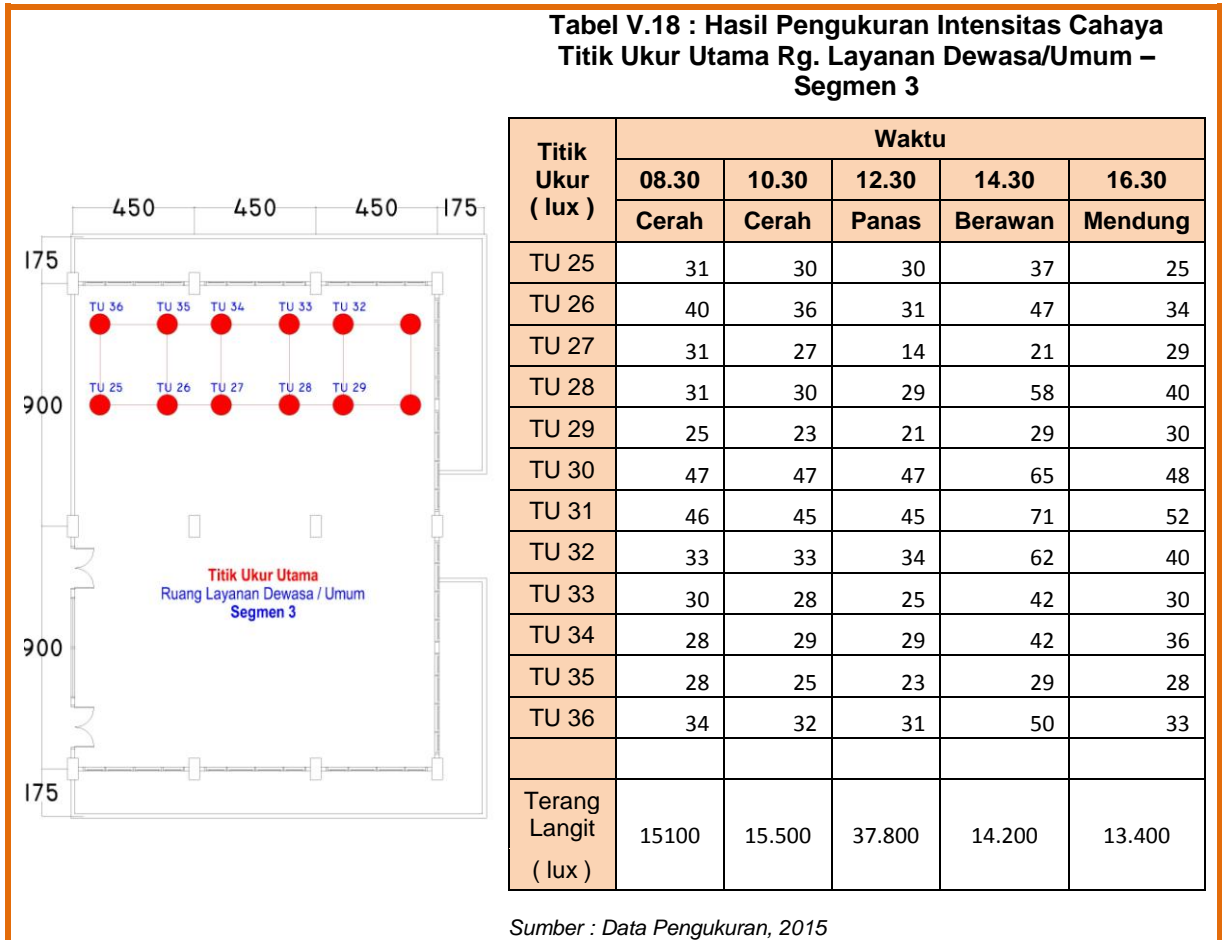 Tabel V.18 : Hasil Pengukuran Intensitas Cahaya
Titik Ukur Utama Rg. Layanan Dewasa/Umum –
Segmen 3
450 450 450 175
175
TU 36 TU 35 TU 34 TU 33 TU 32
TU 25 TU 26 TU 27 TU 28 TU 29
900
Titik Ukur Utama
Ruang Layanan Dewasa / Umum
Segmen 3
900
175
Titik
Ukur
( lux )
Waktu
08.30 10.30 12.30 14.30 16.30
Cerah Cerah Panas Berawan Mendung
TU 25 31 30 30 37 25
TU 26 40 36 31 47 34
TU 27 31 27 14 21 29
TU 28 31 30 29 58 40
TU 29 25 23 21 29 30
TU 30 47 47 47 65 48
TU 31 46 45 45 71 52
TU 32 33 33 34 62 40
TU 33 30 28 25 42 30
TU 34 28 29 29 42 36
TU 35 28 25 23 29 28
TU 36 34 32 31 50 33
Terang
Langit
( lux )
15100 15.500 37.800 14.200 13.400
Sumber : Data Pengukuran, 2015